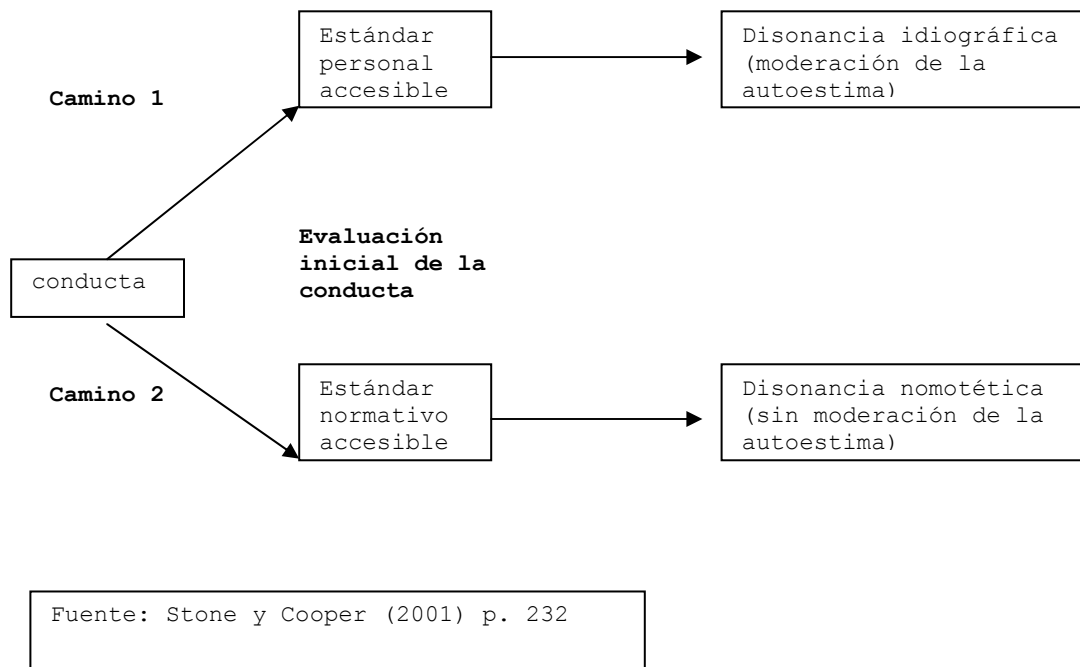 Estándar
personal
accesible
Disonancia idiográfica
(moderación de la
autoestima)
Camino 1
Evaluación
inicial de la
conducta
conducta
Camino 2
Estándar
normativo
accesible
Disonancia nomotética
(sin moderación de la
autoestima)
Fuente: Stone y Cooper (2001) p. 232